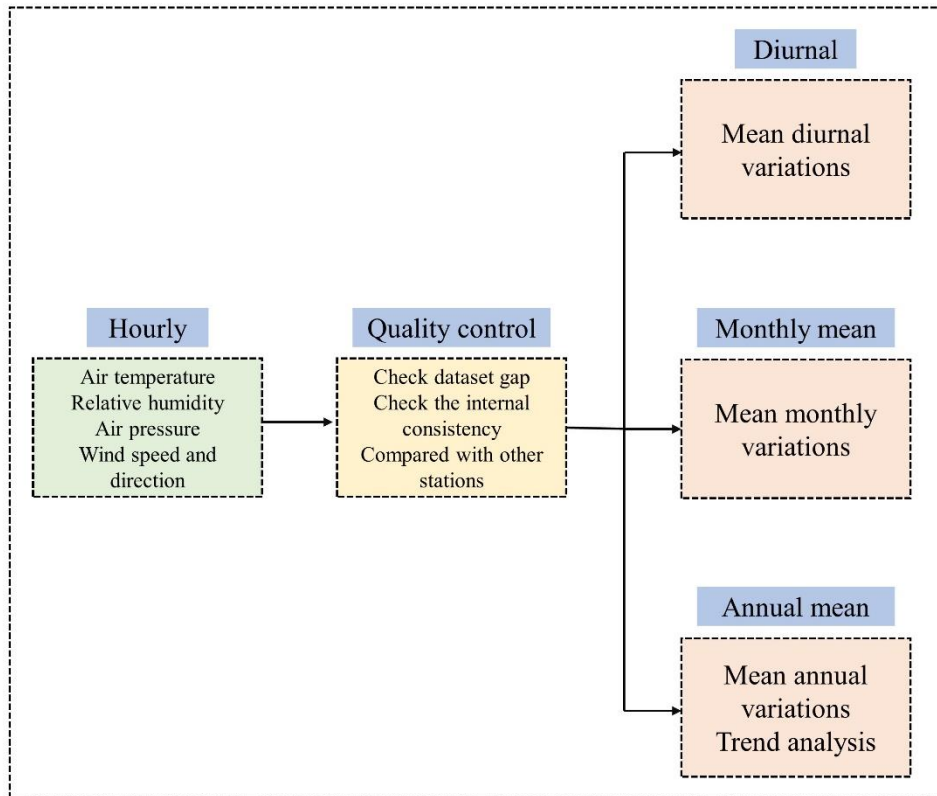 Diurnal
Mean diurnal
variations
Hourly
Air temperature
Relative humidity
Air pressure
Wind speed and
direction
Quality control
Check dataset gap
Check the internal
consistency
Compared with other
stations
Monthly mean
Mean monthly
variations
Annual mean
Mean annual
variations
Trend analysis